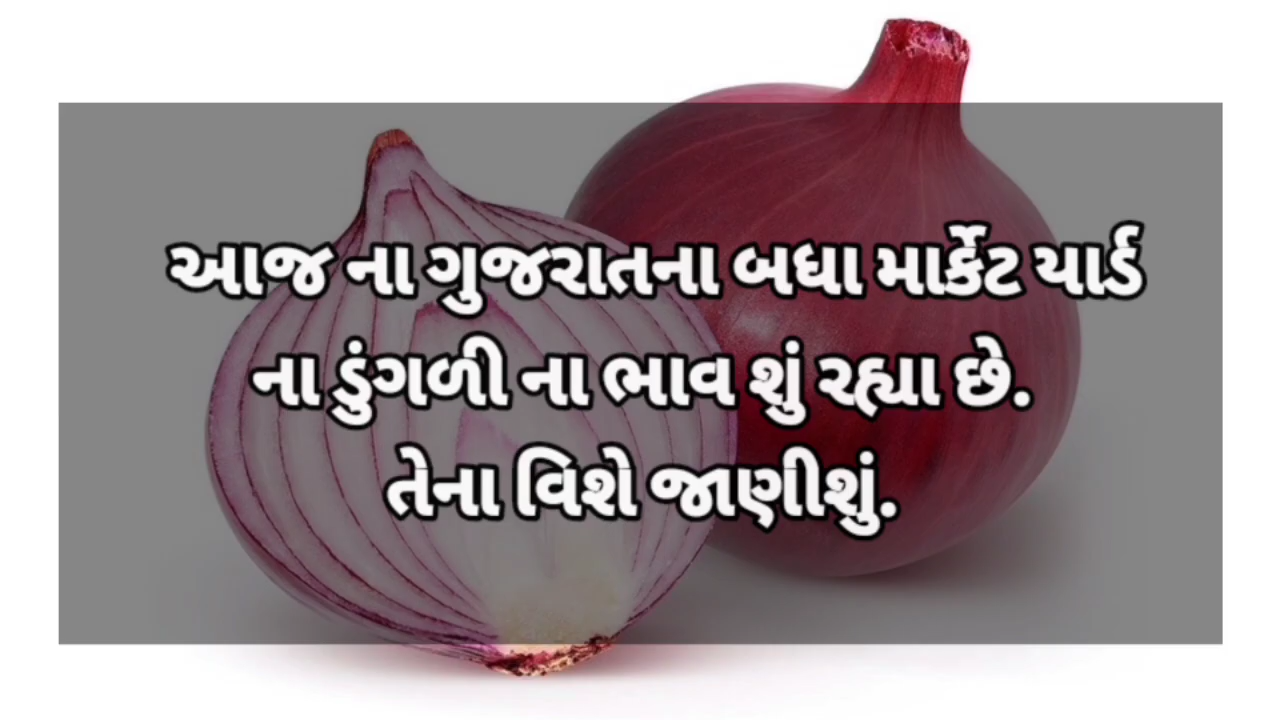 આજ ના ગુજરાતના બધા માર્કેટ યાર્ડ
ના ડુંગળી ના ભાવ શું રહ્યા છે.
તેના વિશે જાણીશું.